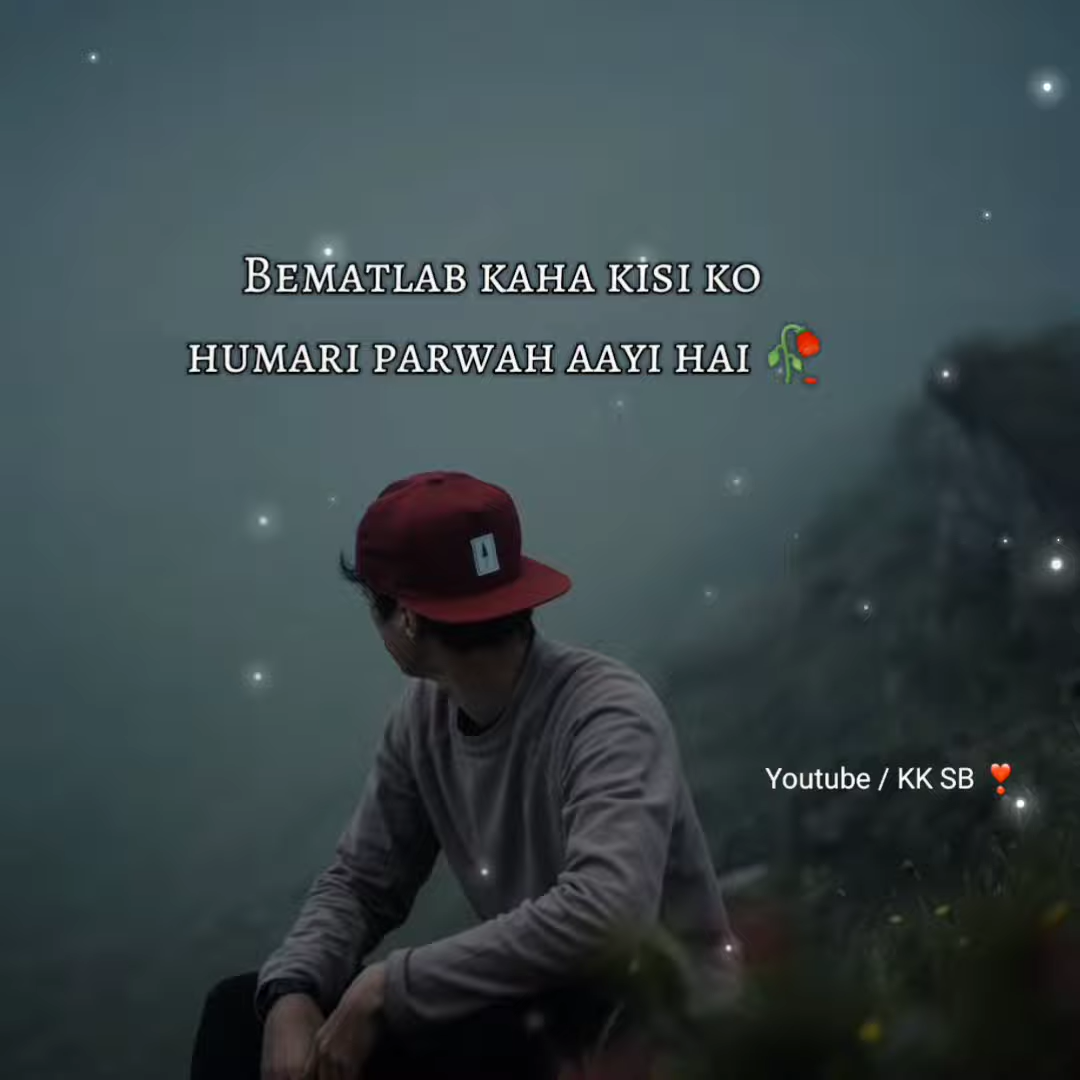 Bematlab kaha kisi ko
humari parwah aayi hai 🥀
Youtube / KK SB ❣️